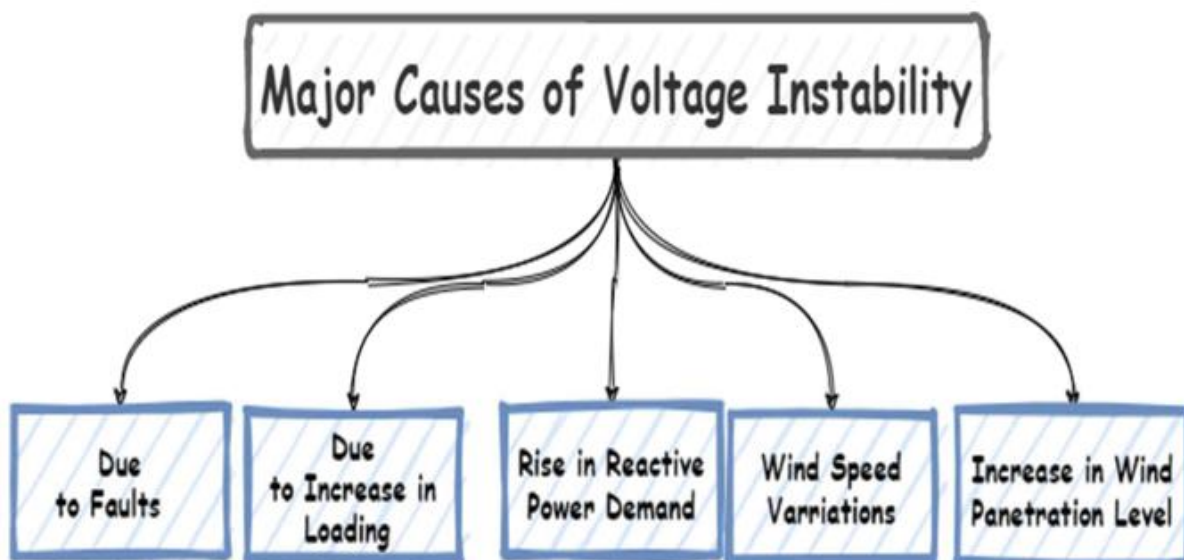 Major Causes of Voltage Instability
Due
to Faults
Due
to Increase in
Loading
Rise in Reactive
Power Demand
Wind Speed
Varriations
Increase in Wind
Panetration Level